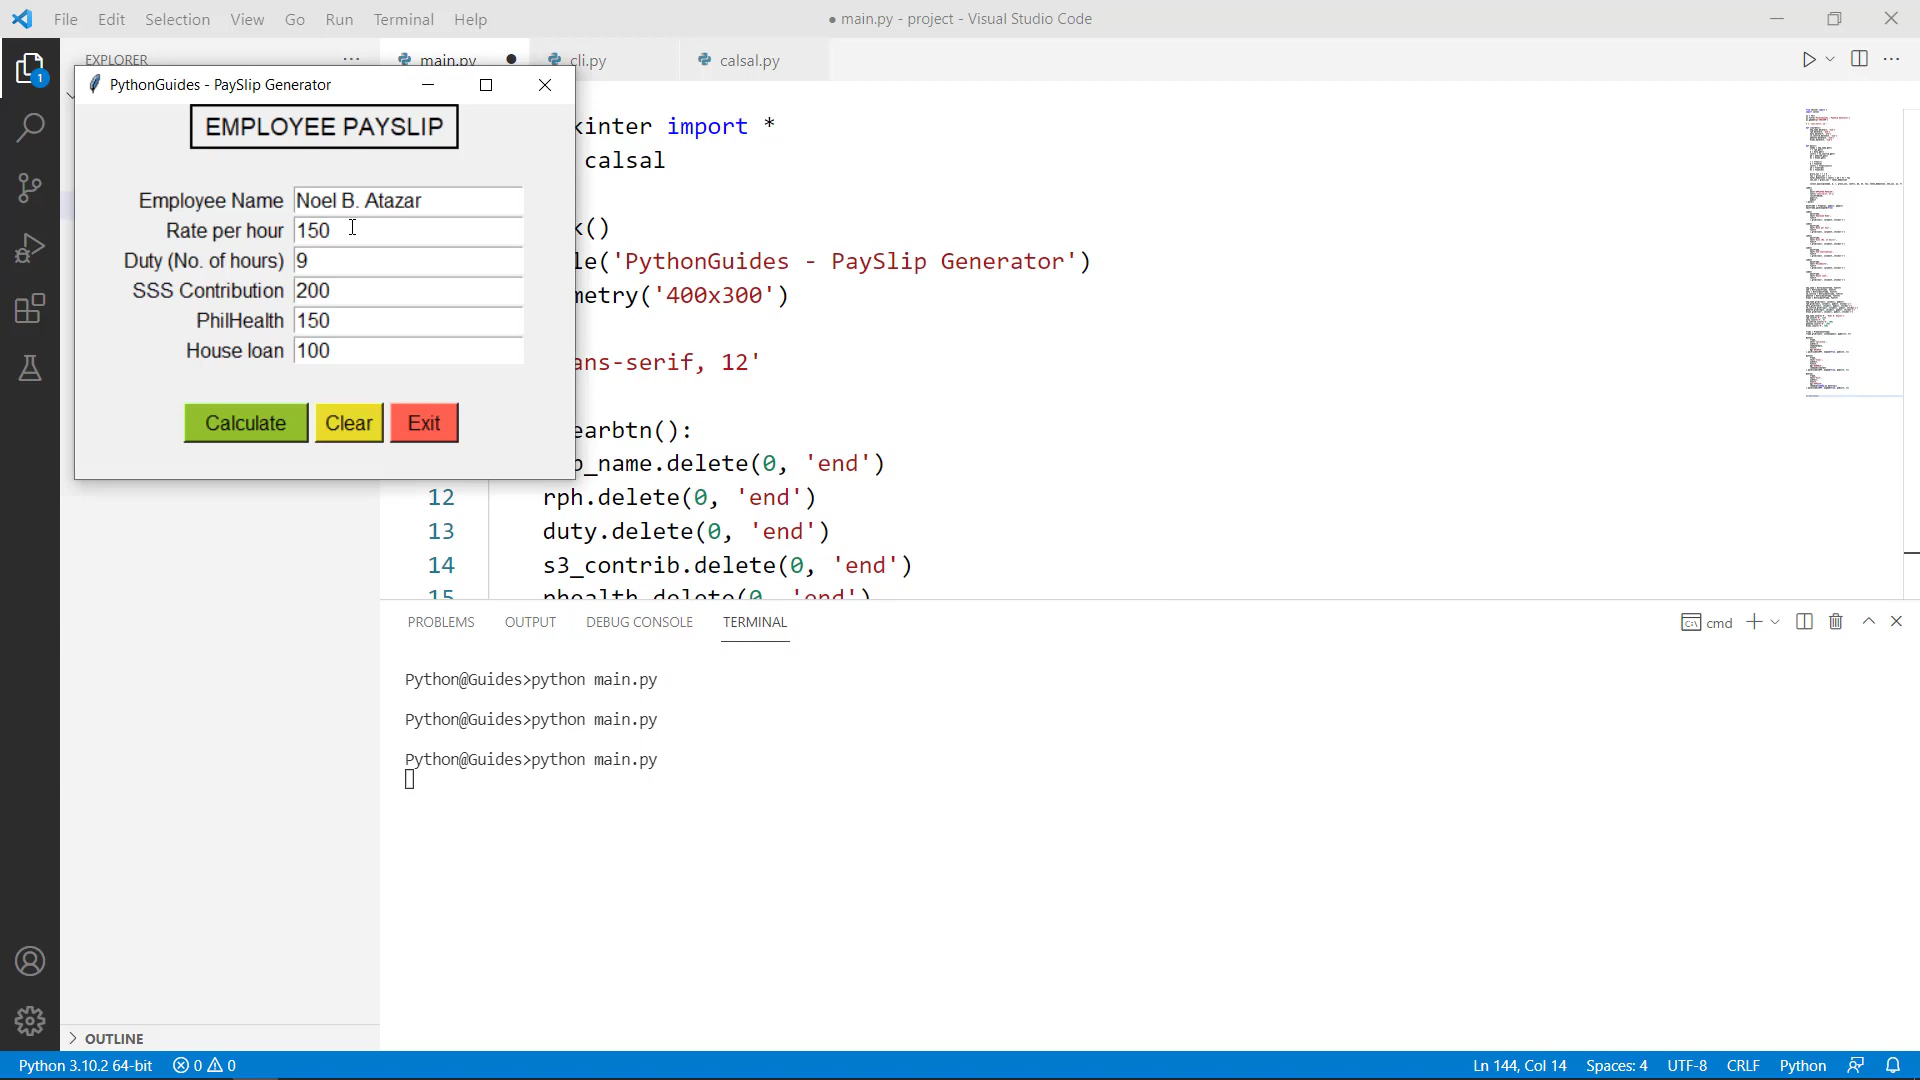 File Edit Selection View Go Run Terminal Help
● main.py - project - Visual Studio Code
EXPLORER ···
main.py ●
cli.py
calsal.py
1
PythonGuides - PaySlip Generator
EMPLOYEE PAYSLIP
Employee Name Noel B. Atazar
Rate per hour 150
Duty (No. of hours) 9
SSS Contribution 200
PhilHealth 150
House loan 100
Calculate Clear Exit
kinter import *
calsal
k()
le('PythonGuides - PaySlip Generator')
metry('400x300')
ans-serif, 12'
earbtn():
p_name.delete(0, 'end')
12 rph.delete(0, 'end')
13 duty.delete(0, 'end')
14 s3_contrib.delete(0, 'end')
15 phealth.delete(0, 'end')
PROBLEMS OUTPUT DEBUG CONSOLE TERMINAL
cmd
Python@Guides>python main.py
Python@Guides>python main.py
Python@Guides>python main.py
OUTLINE
Python 3.10.2 64-bit 0 0
Ln 144, Col 14 Spaces: 4 UTF-8 CRLF Python